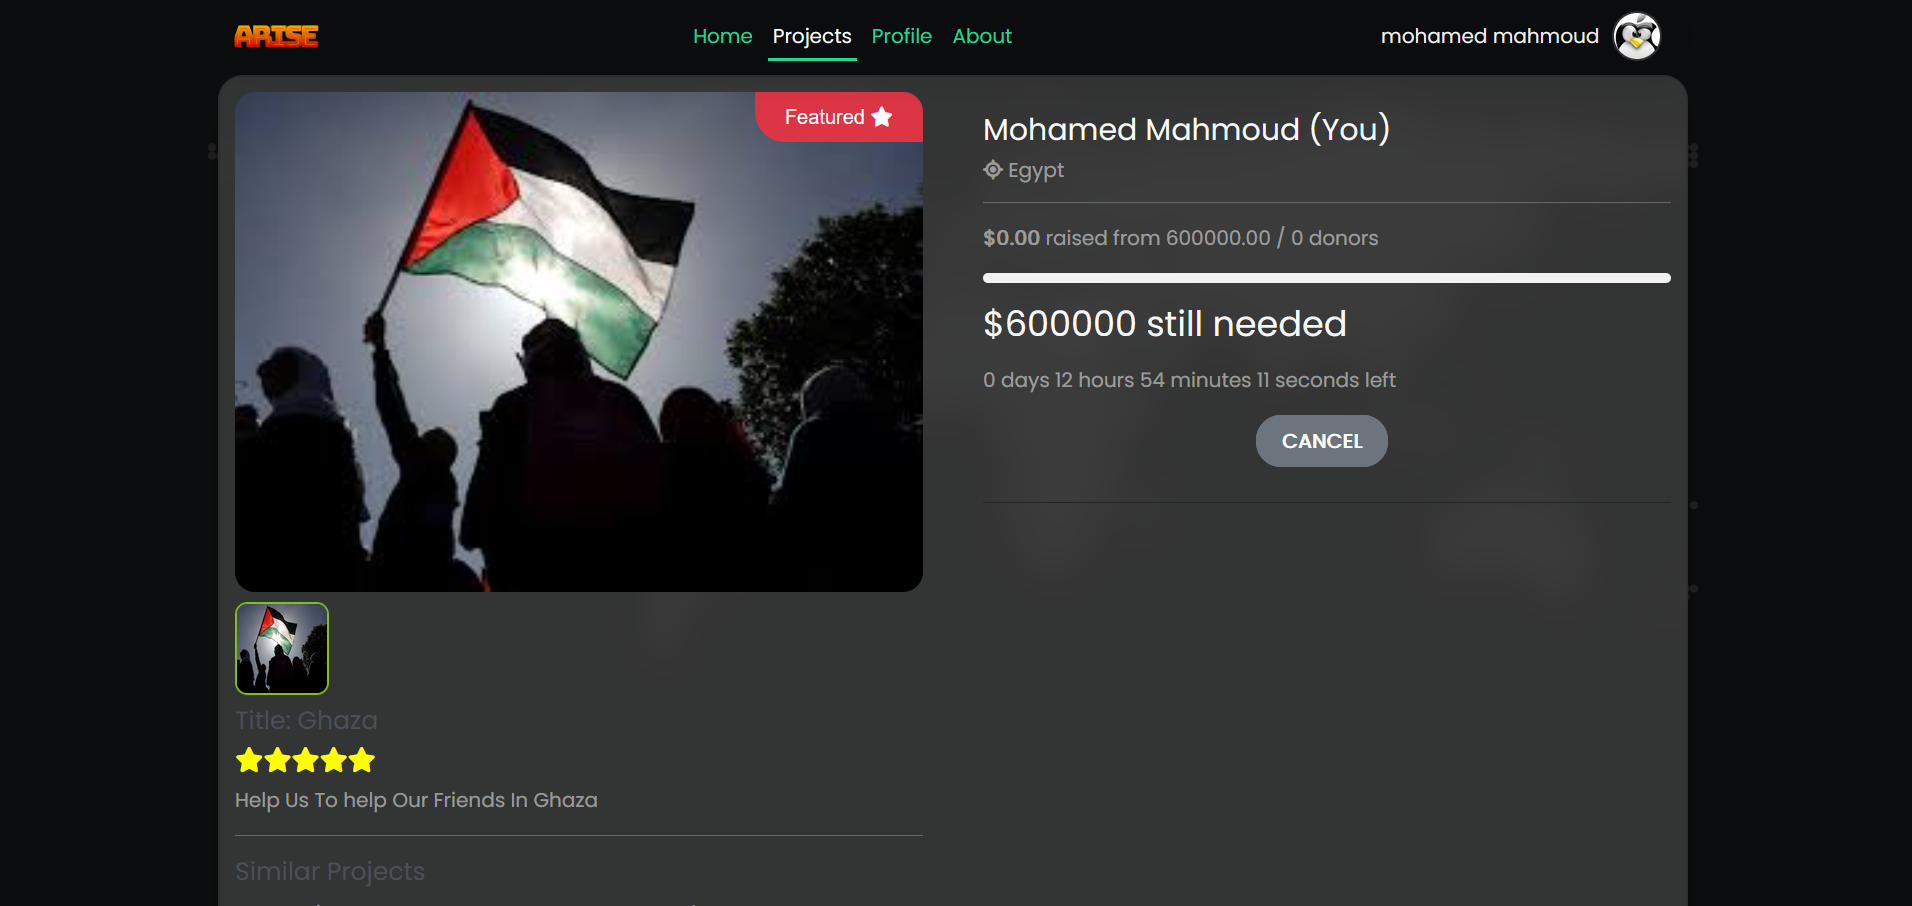 ARISE
Home Projects Profile About
mohamed mahmoud
Featured
Mohamed Mahmoud (You)
Egypt
$0.00 raised from 600000.00 / 0 donors
$600000 still needed
0 days 12 hours 54 minutes 11 seconds left
CANCEL
Title: Ghaza
Help Us To help Our Friends In Ghaza
Similar Projects